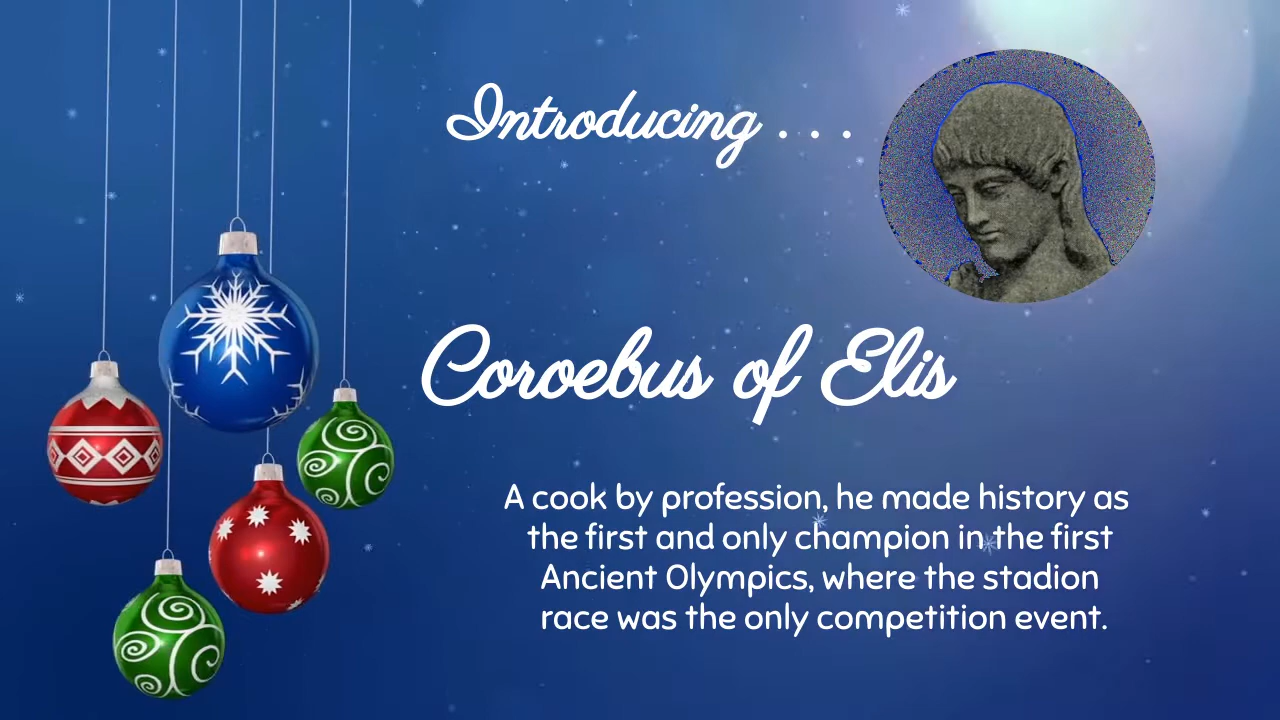 Introducing . . .
Coroebus of Elis
A cook by profession, he made history as
the first and only champion in the first
Ancient Olympics, where the stadion
race was the only competition event.